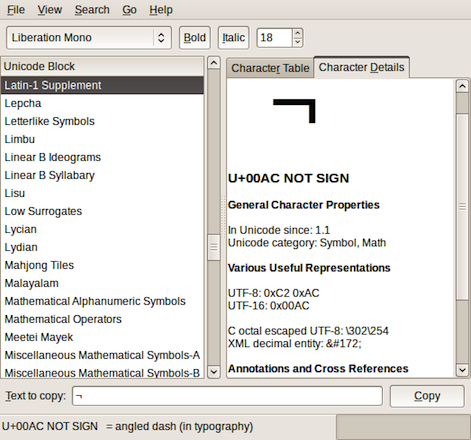 File View Search Go Help
Liberation Mono Bold Italic 18
Unicode Block
Latin-1 Supplement
Lepcha
Letterlike Symbols
Limbu
Linear B Ideograms
Linear B Syllabary
Lisu
Low Surrogates
Lycian
Lydian
Mahjong Tiles
Malayalam
Mathematical Alphanumeric Symbols
Mathematical Operators
Meetei Mayek
Miscellaneous Mathematical Symbols-A
Miscellaneous Mathematical Symbols-B
Character Table Character Details
¬
U+00AC NOT SIGN
General Character Properties
In Unicode since: 1.1
Unicode category: Symbol, Math
Various Useful Representations
UTF-8: 0xC2 0xAC
UTF-16: 0x00AC
C octal escaped UTF-8: \302\254
XML decimal entity: &#172;
Annotations and Cross References
Text to copy: ¬ Copy
U+00AC NOT SIGN = angled dash (in typography)